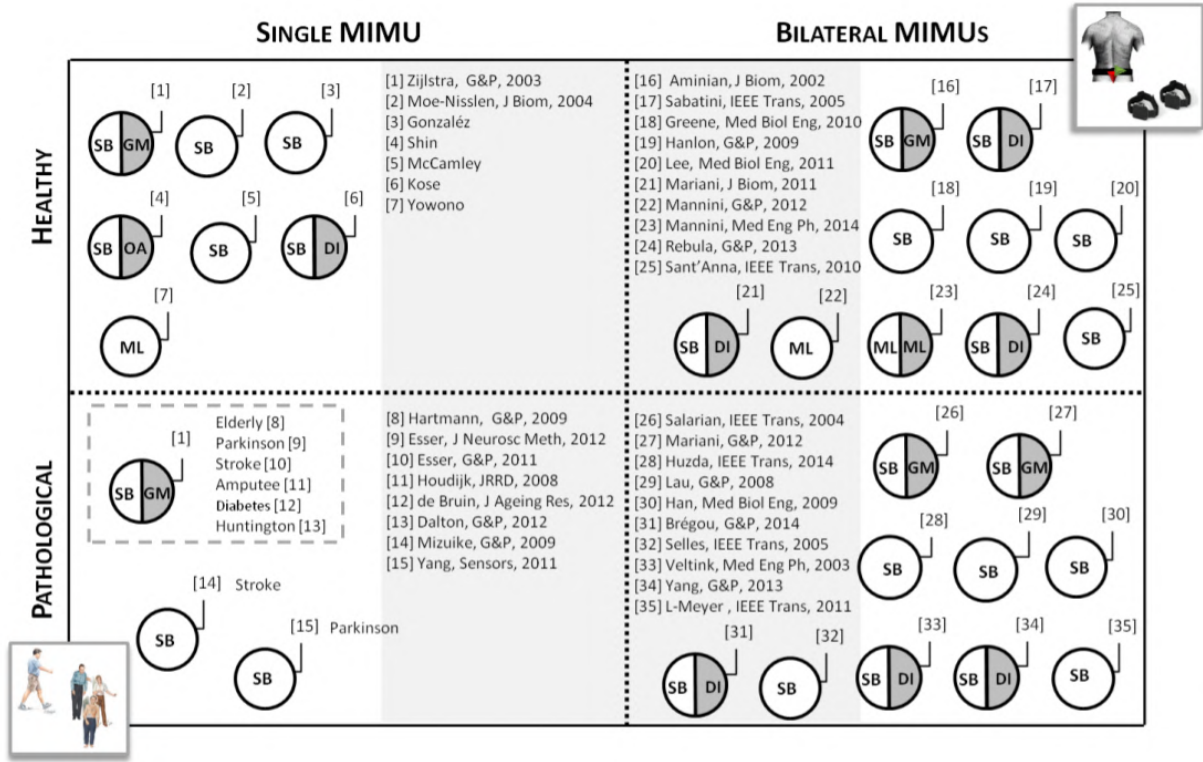 SINGLE MIMU
BILATERAL MIMUS
HEALTHY
[1]
[2]
[3]
SB GM
SB
SB
[4]
[5]
[6]
SB OA
SB
SB DI
[7]
ML
[1] Zijlstra, G&P, 2003
[2] Moe-Nisslen, J Biom, 2004
[3] Gonzaléz
[4] Shin
[5] McCamley
[6] Kose
[7] Yowono
[16] Aminian, J Biom, 2002
[17] Sabatini, IEEE Trans, 2005
[18] Greene, Med Biol Eng, 2010
[19] Hanlon, G&P, 2009
[20] Lee, Med Biol Eng, 2011
[21] Mariani, J Biom, 2011
[22] Mannini, G&P, 2012
[23] Mannini, Med Eng Ph, 2014
[24] Rebula, G&P, 2013
[25] Sant'Anna, IEEE Trans, 2010
[16]
[17]
SB GM
SB DI
[18]
[19]
[20]
SB
SB
SB
[21]
[22]
[23]
[24]
[25]
SB DI
ML
ML ML
SB DI
SB
PATHOLOGICAL
[1]
SB GM
Elderly [8]
Parkinson [9]
Stroke [10]
Amputee [11]
Diabetes [12]
Huntington [13]
[14] Stroke
SB
[15] Parkinson
SB
[8] Hartmann, G&P, 2009
[9] Esser, J Neurosc Meth, 2012
[10] Esser, G&P, 2011
[11] Houdijk, JRRD, 2008
[12] de Bruin, J Ageing Res, 2012
[13] Dalton, G&P, 2012
[14] Mizuike, G&P, 2009
[15] Yang, Sensors, 2011
[26] Salarian, IEEE Trans, 2004
[27] Mariani, G&P, 2012
[28] Huzda, IEEE Trans, 2014
[29] Lau, G&P, 2008
[30] Han, Med Biol Eng, 2009
[31] Brégou, G&P, 2014
[32] Selles, IEEE Trans, 2005
[33] Veltink, Med Eng Ph, 2003
[34] Yang, G&P, 2013
[35] L-Meyer , IEEE Trans, 2011
[26]
[27]
SB GM
SB GM
[28]
[29]
[30]
SB
SB
SB
[31]
[32]
[33]
[34]
[35]
SB DI
SB
SB DI
SB DI
SB